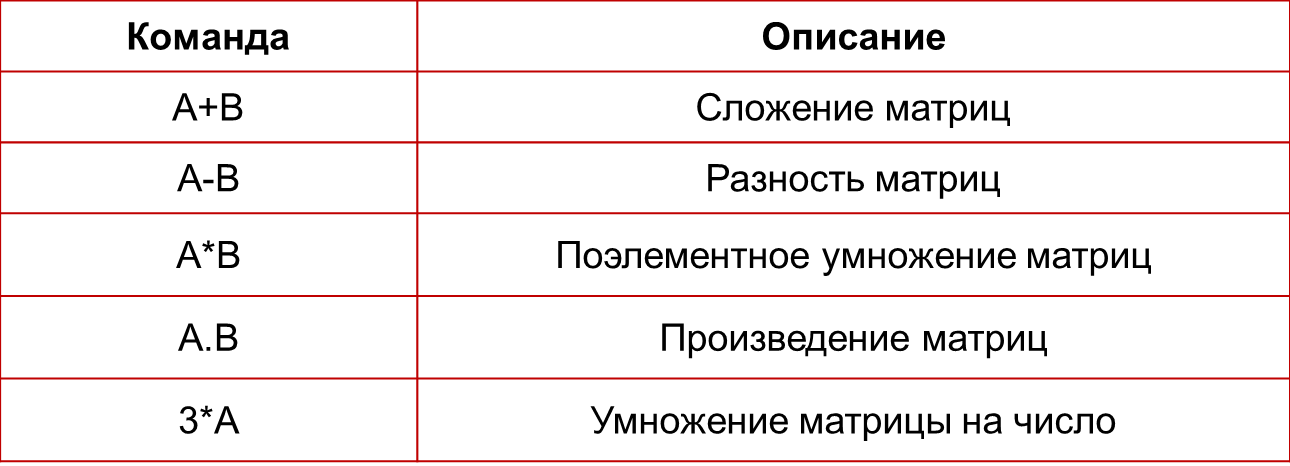 Команда Описание
A+B Сложение матриц
A-B Разность матриц
A*B Поэлементное умножение матриц
A.B Произведение матриц
3*A Умножение матрицы на число